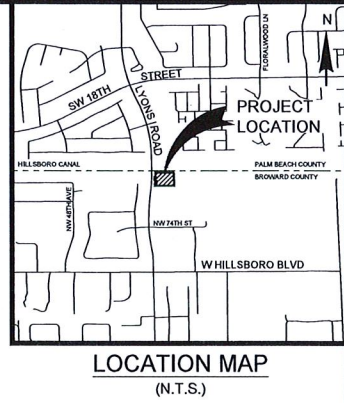 FLORALWOOD LN
N
SW 18TH STREET
LYONS ROAD
PROJECT
LOCATION
HILLSBORO CANAL
PALM BEACH COUNTY
BROWARD COUNTY
NW 48TH AVE
NW 74TH ST
W HILLSBORO BLVD
LOCATION MAP
(N.T.S.)